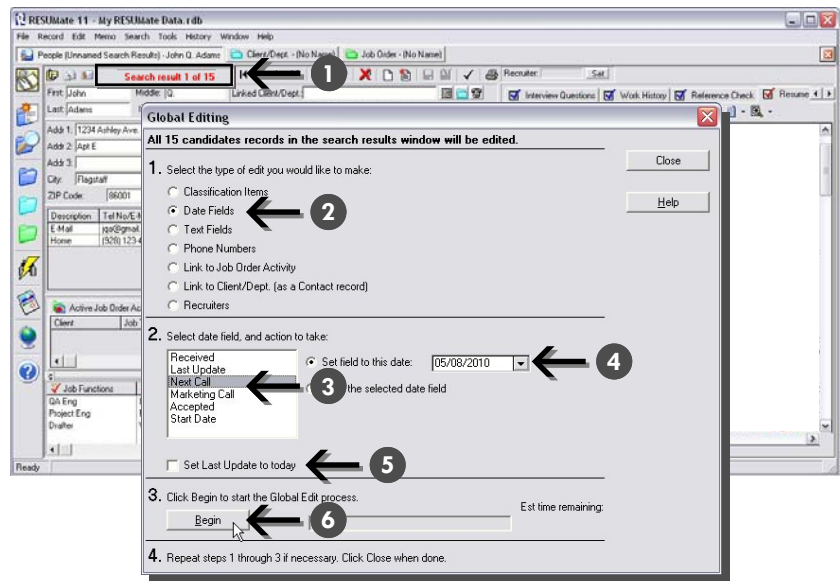 RESUMate 11 - My RESUMate Data.rdb
File Record Edit Memo Search Tools History Window Help
People (Unnamed Search Results) - John Q. Adams Client/Dept. - (No Name) Job Order - (No Name)
Search result 1 of 15 1 Recruiter: Set
First: John Middle: Q. Linked Client/Dept.: Interview Questions Work History Reference Check Resume
Last: Adams
Addr 1: 1234 Ashley Ave.
Addr 2: Apt E
Addr 3:
City: Flagstaff
ZIP Code: 86001
Description Tel No/E-M
E-Mail jqa@gmail.
Home (928) 123-4
Active Job Order Ac
Client Job
Job Functions
QA Eng
Project Eng
Drafter
Ready
Global Editing
All 15 candidates records in the search results window will be edited.
Close
Help
1. Select the type of edit you would like to make:
Classification Items
Date Fields 2
Text Fields
Phone Numbers
Link to Job Order Activity
Link to Client/Dept. (as a Contact record)
Recruiters
2. Select date field, and action to take:
Received
Last Update
Next Call
Marketing Call
Accepted
Start Date
Set field to this date: 05/08/2010 4
3 the selected date field
Set Last Update to today 5
3. Click Begin to start the Global Edit process.
Est time remaining:
Begin 6
4. Repeat steps 1 through 3 if necessary. Click Close when done.